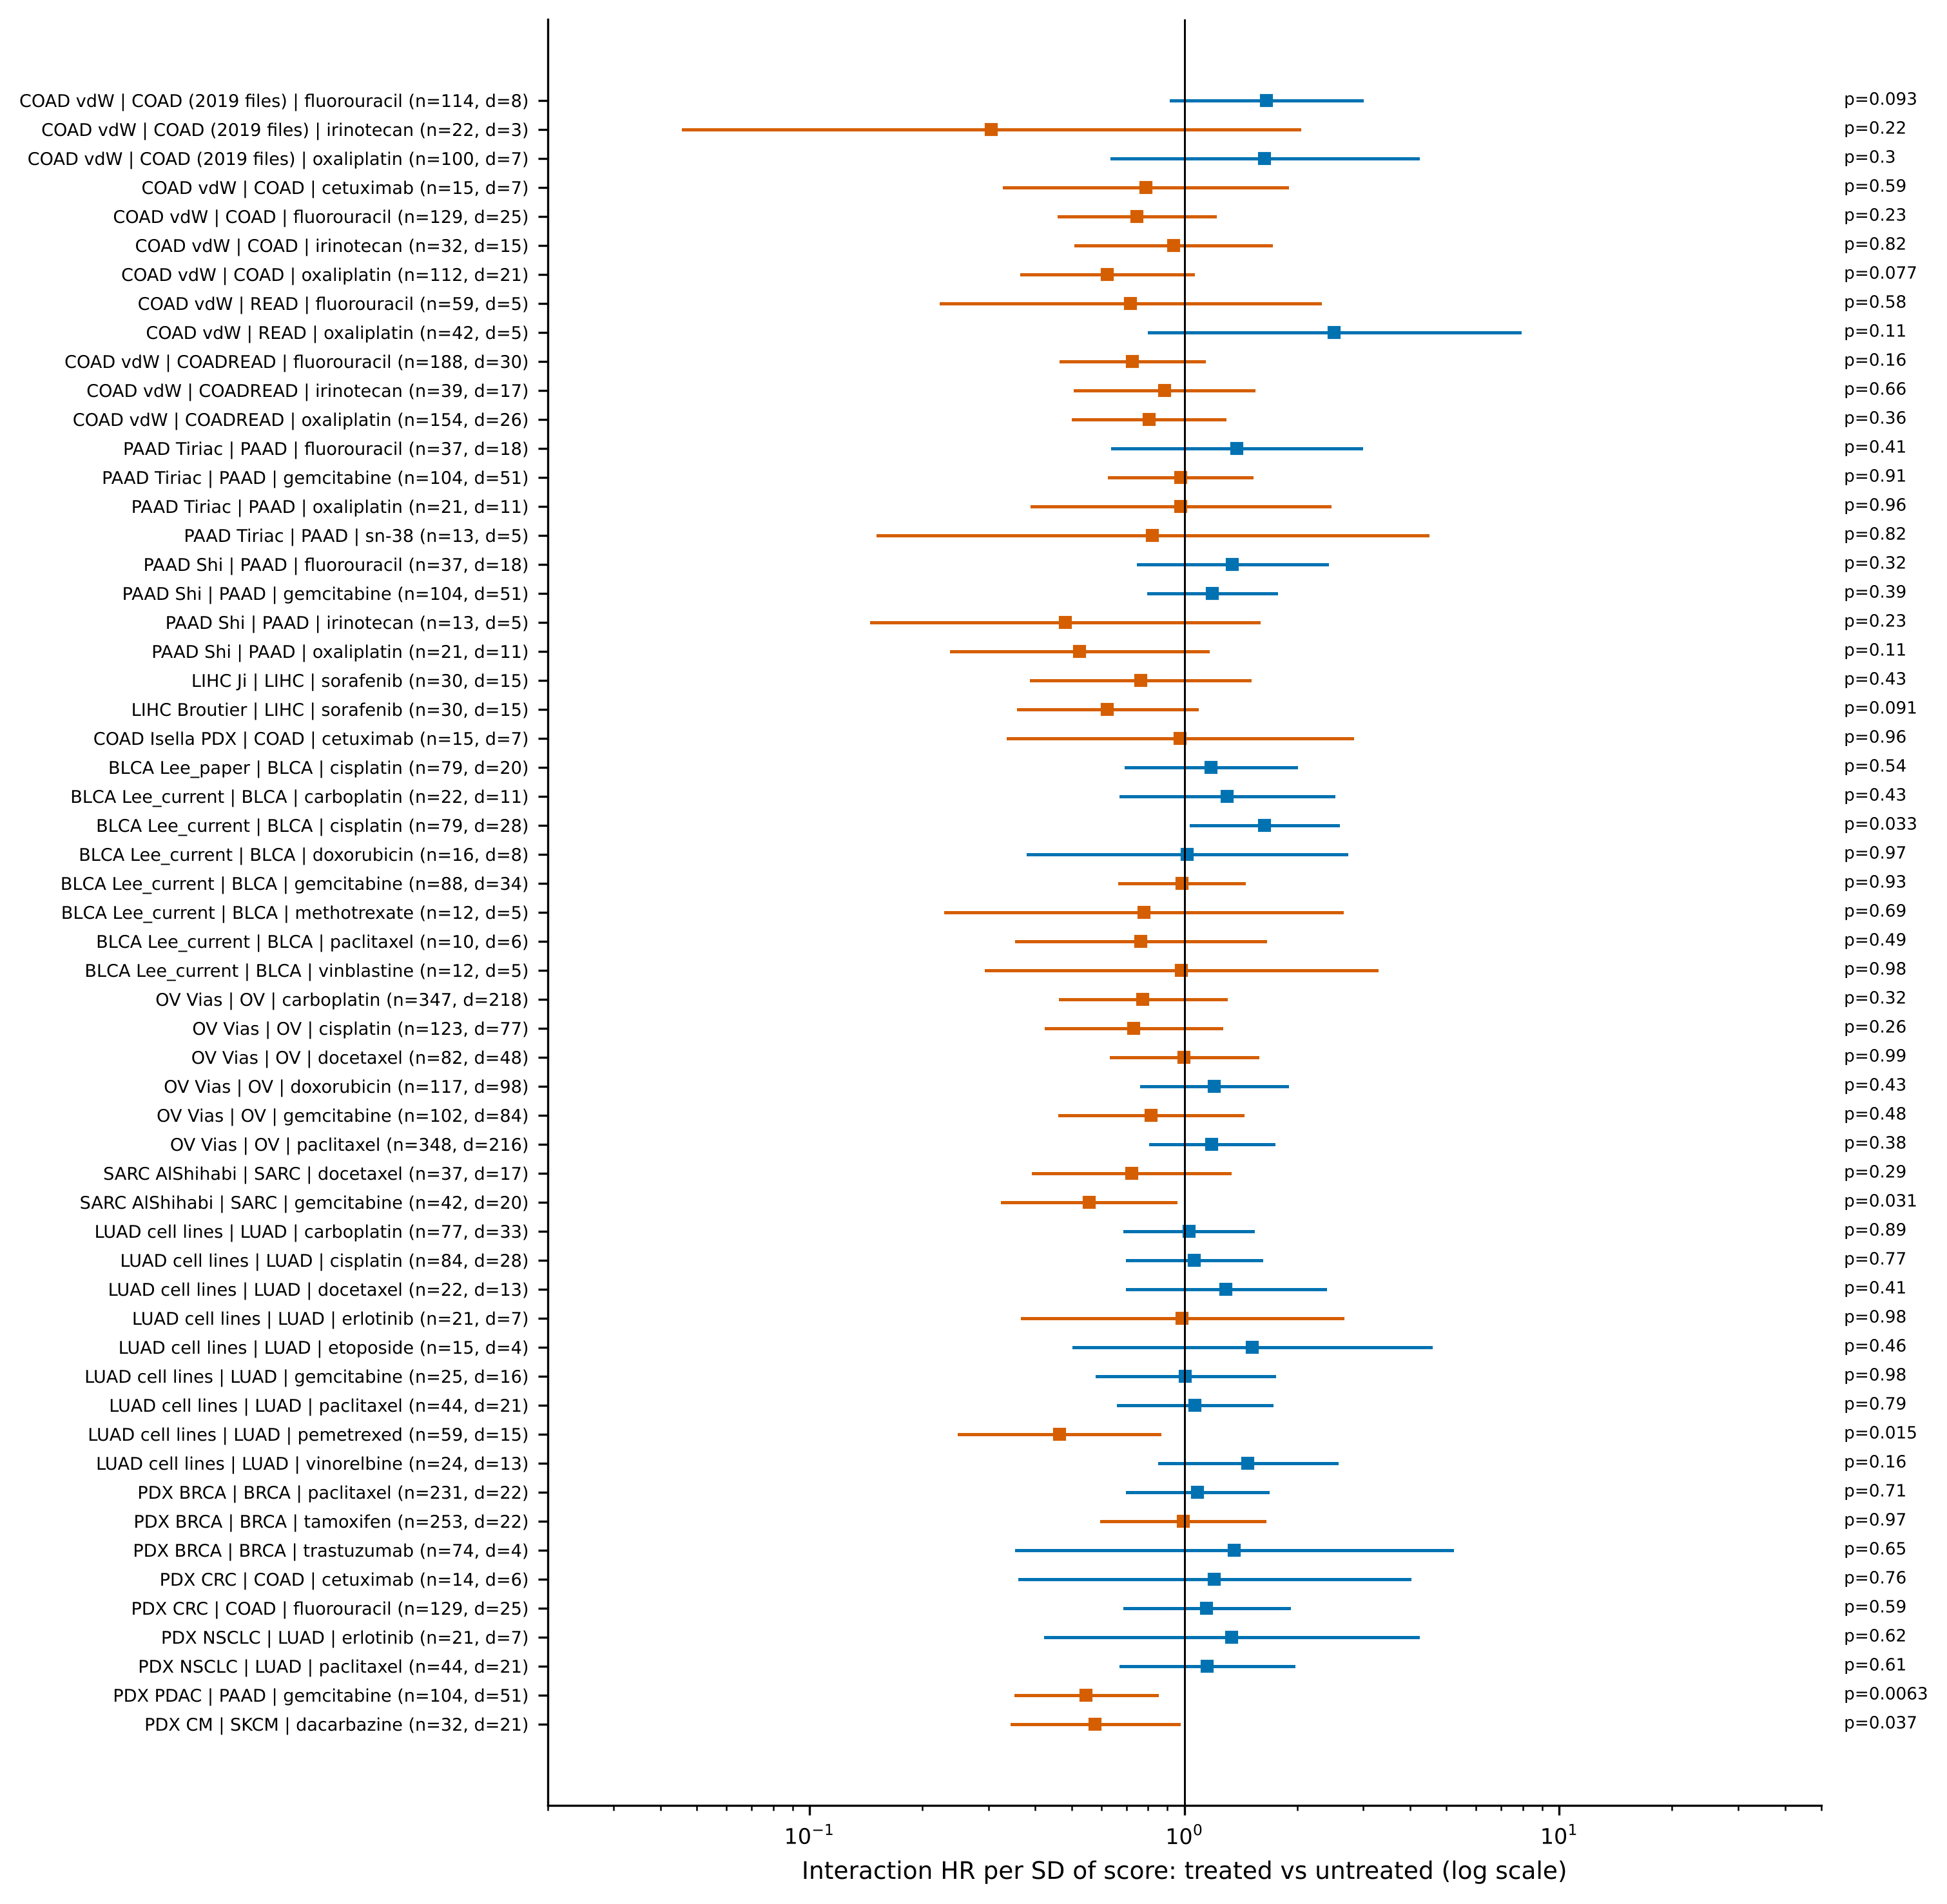 COAD vdW | COAD (2019 files) | fluorouracil (n=114, d=8) p=0.093
COAD vdW | COAD (2019 files) | irinotecan (n=22, d=3) p=0.22
COAD vdW | COAD (2019 files) | oxaliplatin (n=100, d=7) p=0.3
COAD vdW | COAD | cetuximab (n=15, d=7) p=0.59
COAD vdW | COAD | fluorouracil (n=129, d=25) p=0.23
COAD vdW | COAD | irinotecan (n=32, d=15) p=0.82
COAD vdW | COAD | oxaliplatin (n=112, d=21) p=0.077
COAD vdW | READ | fluorouracil (n=59, d=5) p=0.58
COAD vdW | READ | oxaliplatin (n=42, d=5) p=0.11
COAD vdW | COADREAD | fluorouracil (n=188, d=30) p=0.16
COAD vdW | COADREAD | irinotecan (n=39, d=17) p=0.66
COAD vdW | COADREAD | oxaliplatin (n=154, d=26) p=0.36
PAAD Tiriac | PAAD | fluorouracil (n=37, d=18) p=0.41
PAAD Tiriac | PAAD | gemcitabine (n=104, d=51) p=0.91
PAAD Tiriac | PAAD | oxaliplatin (n=21, d=11) p=0.96
PAAD Tiriac | PAAD | sn-38 (n=13, d=5) p=0.82
PAAD Shi | PAAD | fluorouracil (n=37, d=18) p=0.32
PAAD Shi | PAAD | gemcitabine (n=104, d=51) p=0.39
PAAD Shi | PAAD | irinotecan (n=13, d=5) p=0.23
PAAD Shi | PAAD | oxaliplatin (n=21, d=11) p=0.11
LIHC Ji | LIHC | sorafenib (n=30, d=15) p=0.43
LIHC Broutier | LIHC | sorafenib (n=30, d=15) p=0.091
COAD Isella PDX | COAD | cetuximab (n=15, d=7) p=0.96
BLCA Lee_paper | BLCA | cisplatin (n=79, d=20) p=0.54
BLCA Lee_current | BLCA | carboplatin (n=22, d=11) p=0.43
BLCA Lee_current | BLCA | cisplatin (n=79, d=28) p=0.033
BLCA Lee_current | BLCA | doxorubicin (n=16, d=8) p=0.97
BLCA Lee_current | BLCA | gemcitabine (n=88, d=34) p=0.93
BLCA Lee_current | BLCA | methotrexate (n=12, d=5) p=0.69
BLCA Lee_current | BLCA | paclitaxel (n=10, d=6) p=0.49
BLCA Lee_current | BLCA | vinblastine (n=12, d=5) p=0.98
OV Vias | OV | carboplatin (n=347, d=218) p=0.32
OV Vias | OV | cisplatin (n=123, d=77) p=0.26
OV Vias | OV | docetaxel (n=82, d=48) p=0.99
OV Vias | OV | doxorubicin (n=117, d=98) p=0.43
OV Vias | OV | gemcitabine (n=102, d=84) p=0.48
OV Vias | OV | paclitaxel (n=348, d=216) p=0.38
SARC AlShihabi | SARC | docetaxel (n=37, d=17) p=0.29
SARC AlShihabi | SARC | gemcitabine (n=42, d=20) p=0.031
LUAD cell lines | LUAD | carboplatin (n=77, d=33) p=0.89
LUAD cell lines | LUAD | cisplatin (n=84, d=28) p=0.77
LUAD cell lines | LUAD | docetaxel (n=22, d=13) p=0.41
LUAD cell lines | LUAD | erlotinib (n=21, d=7) p=0.98
LUAD cell lines | LUAD | etoposide (n=15, d=4) p=0.46
LUAD cell lines | LUAD | gemcitabine (n=25, d=16) p=0.98
LUAD cell lines | LUAD | paclitaxel (n=44, d=21) p=0.79
LUAD cell lines | LUAD | pemetrexed (n=59, d=15) p=0.015
LUAD cell lines | LUAD | vinorelbine (n=24, d=13) p=0.16
PDX BRCA | BRCA | paclitaxel (n=231, d=22) p=0.71
PDX BRCA | BRCA | tamoxifen (n=253, d=22) p=0.97
PDX BRCA | BRCA | trastuzumab (n=74, d=4) p=0.65
PDX CRC | COAD | cetuximab (n=14, d=6) p=0.76
PDX CRC | COAD | fluorouracil (n=129, d=25) p=0.59
PDX NSCLC | LUAD | erlotinib (n=21, d=7) p=0.62
PDX NSCLC | LUAD | paclitaxel (n=44, d=21) p=0.61
PDX PDAC | PAAD | gemcitabine (n=104, d=51) p=0.0063
PDX CM | SKCM | dacarbazine (n=32, d=21) p=0.037
10⁻¹ 10⁰ 10¹
Interaction HR per SD of score: treated vs untreated (log scale)